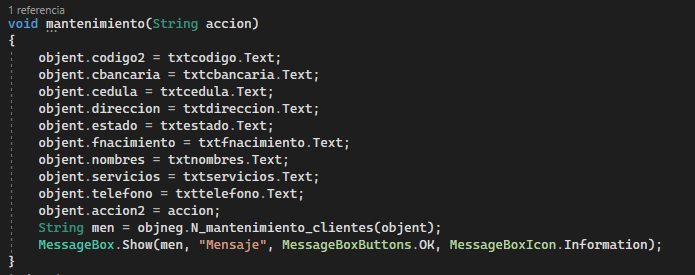 1 referencia
void mantenimiento(String accion)
{
objent.codigo2 = txtcodigo.Text;
objent.cbancaria = txtcbancaria.Text;
objent.cedula = txtcedula.Text;
objent.direccion = txtdireccion.Text;
objent.estado = txtestado.Text;
objent.fnacimiento = txtfnacimiento.Text;
objent.nombres = txtnombres.Text;
objent.servicios = txtservicios.Text;
objent.telefono = txttelefono.Text;
objent.accion2 = accion;
String men = objneg.N_mantenimiento_clientes(objent);
MessageBox.Show(men, "Mensaje", MessageBoxButtons.OK, MessageBoxIcon.Information);
}